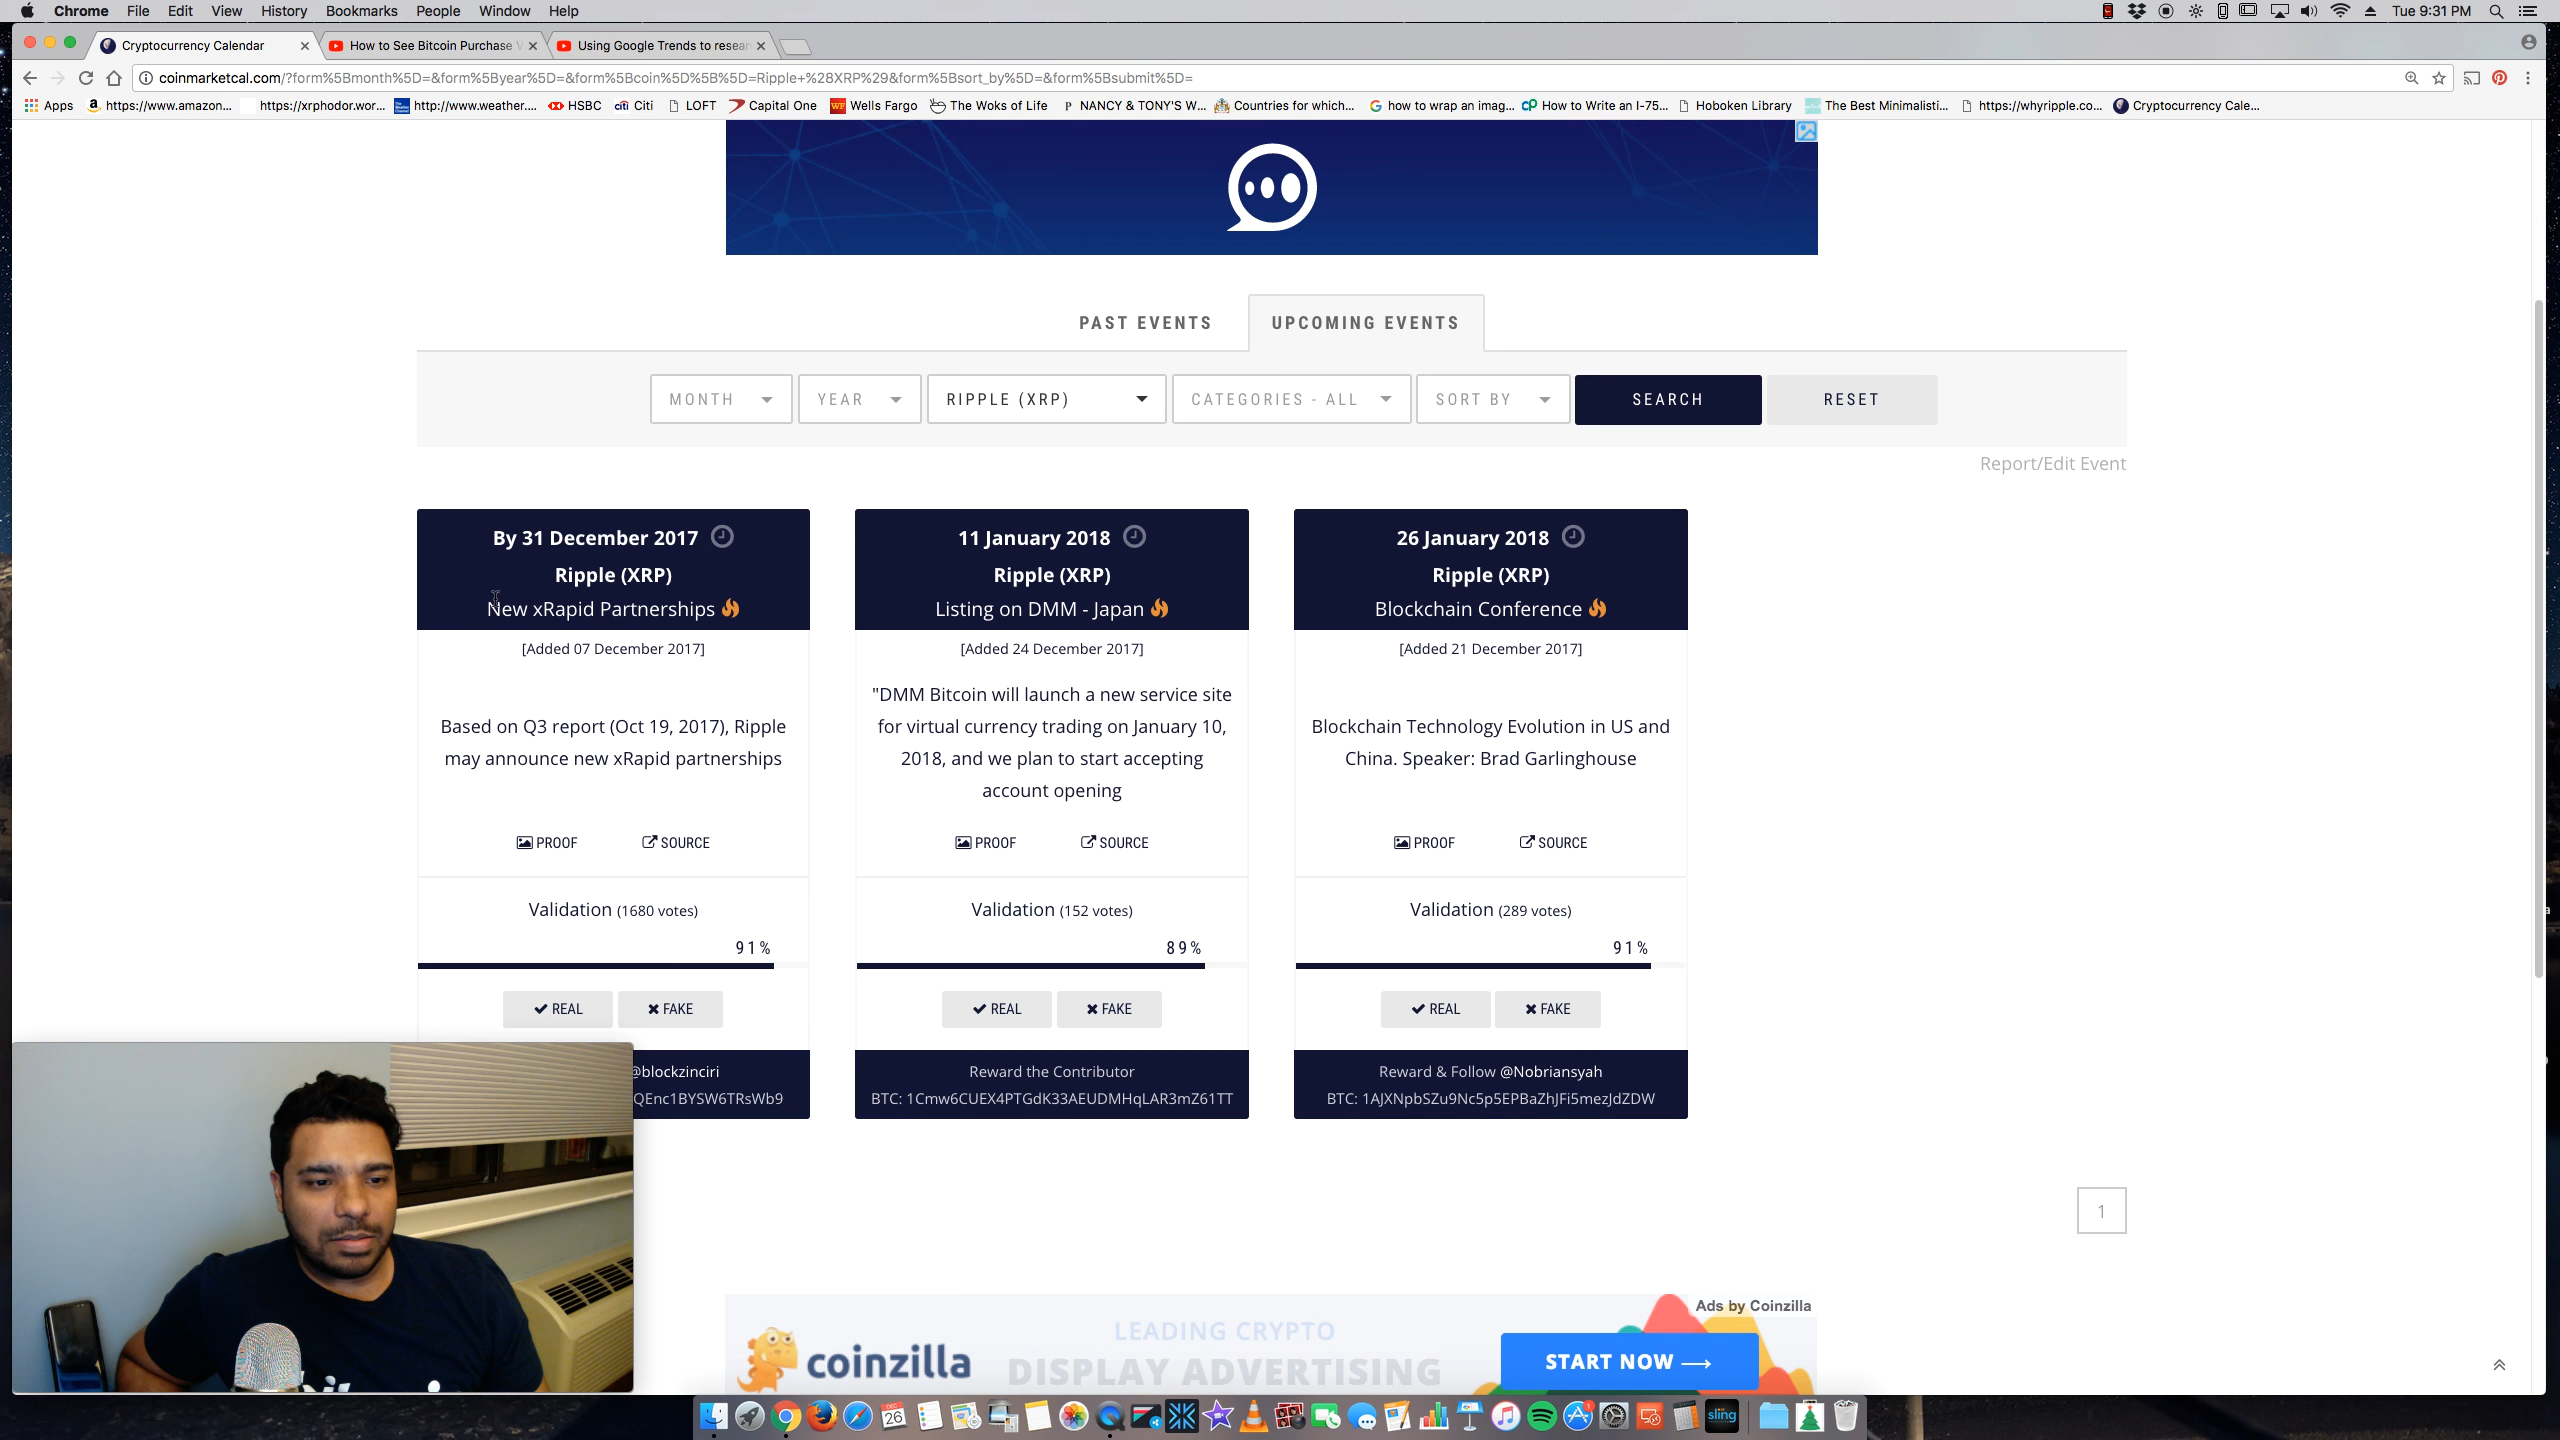 Chrome File Edit View History Bookmarks People Window Help Tue 9:31 PM
Cryptocurrency Calendar How to See Bitcoin Purchase Using Google Trends to resear
coinmarketcal.com/?form%5Bmonth%5D=&form%5Byear%5D=&form%5Bcoin%5D%5B%5D=Ripple+%28XRP%29&form%5Bsort_by%5D=&form%5Bsubmit%5D=
Apps https://www.amazon... https://xrphodor.wor... http://www.weather.... HSBC citi Citi LOFT Capital One Wells Fargo The Woks of Life P NANCY & TONY'S W... Countries for which... how to wrap an imag... CP How to Write an I-75... Hoboken Library The Best Minimalisti... https://whyripple.co... Cryptocurrency Cale...
PAST EVENTS UPCOMING EVENTS
MONTH YEAR RIPPLE (XRP) CATEGORIES - ALL SORT BY SEARCH RESET
Report/Edit Event
By 31 December 2017
Ripple (XRP)
New xRapid Partnerships
[Added 07 December 2017]
Based on Q3 report (Oct 19, 2017), Ripple
may announce new xRapid partnerships
PROOF SOURCE
Validation (1680 votes)
91%
REAL FAKE
@blockzinciri
QEnc1BYSW6TRsWb9
11 January 2018
Ripple (XRP)
Listing on DMM - Japan
[Added 24 December 2017]
"DMM Bitcoin will launch a new service site
for virtual currency trading on January 10,
2018, and we plan to start accepting
account opening
PROOF SOURCE
Validation (152 votes)
89%
REAL FAKE
Reward the Contributor
BTC: 1Cmw6CUEX4PTGdK33AEUDMHqLAR3mZ61TT
26 January 2018
Ripple (XRP)
Blockchain Conference
[Added 21 December 2017]
Blockchain Technology Evolution in US and
China. Speaker: Brad Garlinghouse
PROOF SOURCE
Validation (289 votes)
91%
REAL FAKE
Reward & Follow @Nobriansyah
BTC: 1AJXNpbSZu9Nc5p5EPBaZhJFi5mezJdZDW
1
Ads by Coinzilla
coinzilla
LEADING CRYPTO
DISPLAY ADVERTISING
START NOW →
DEC
26
sling